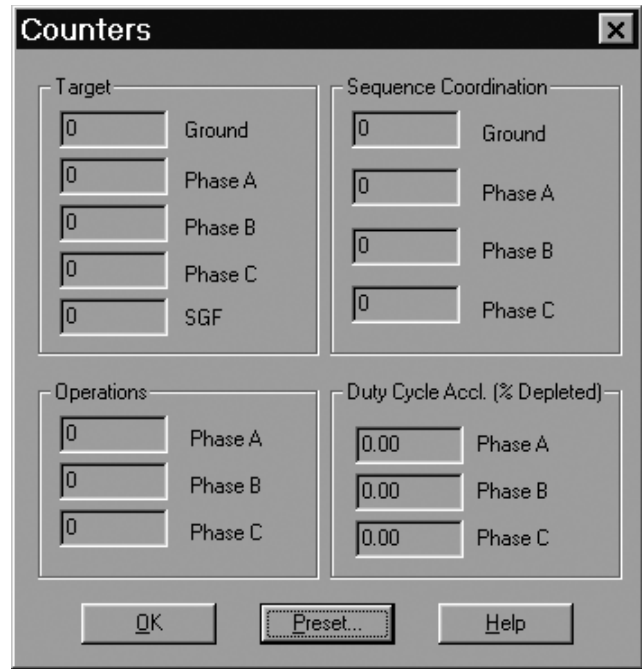 Counters
Target
0 Ground
0 Phase A
0 Phase B
0 Phase C
0 SGF
Sequence Coordination
0 Ground
0 Phase A
0 Phase B
0 Phase C
Operations
0 Phase A
0 Phase B
0 Phase C
Duty Cycle Accl. (% Depleted)
0.00 Phase A
0.00 Phase B
0.00 Phase C
OK
Preset...
Help